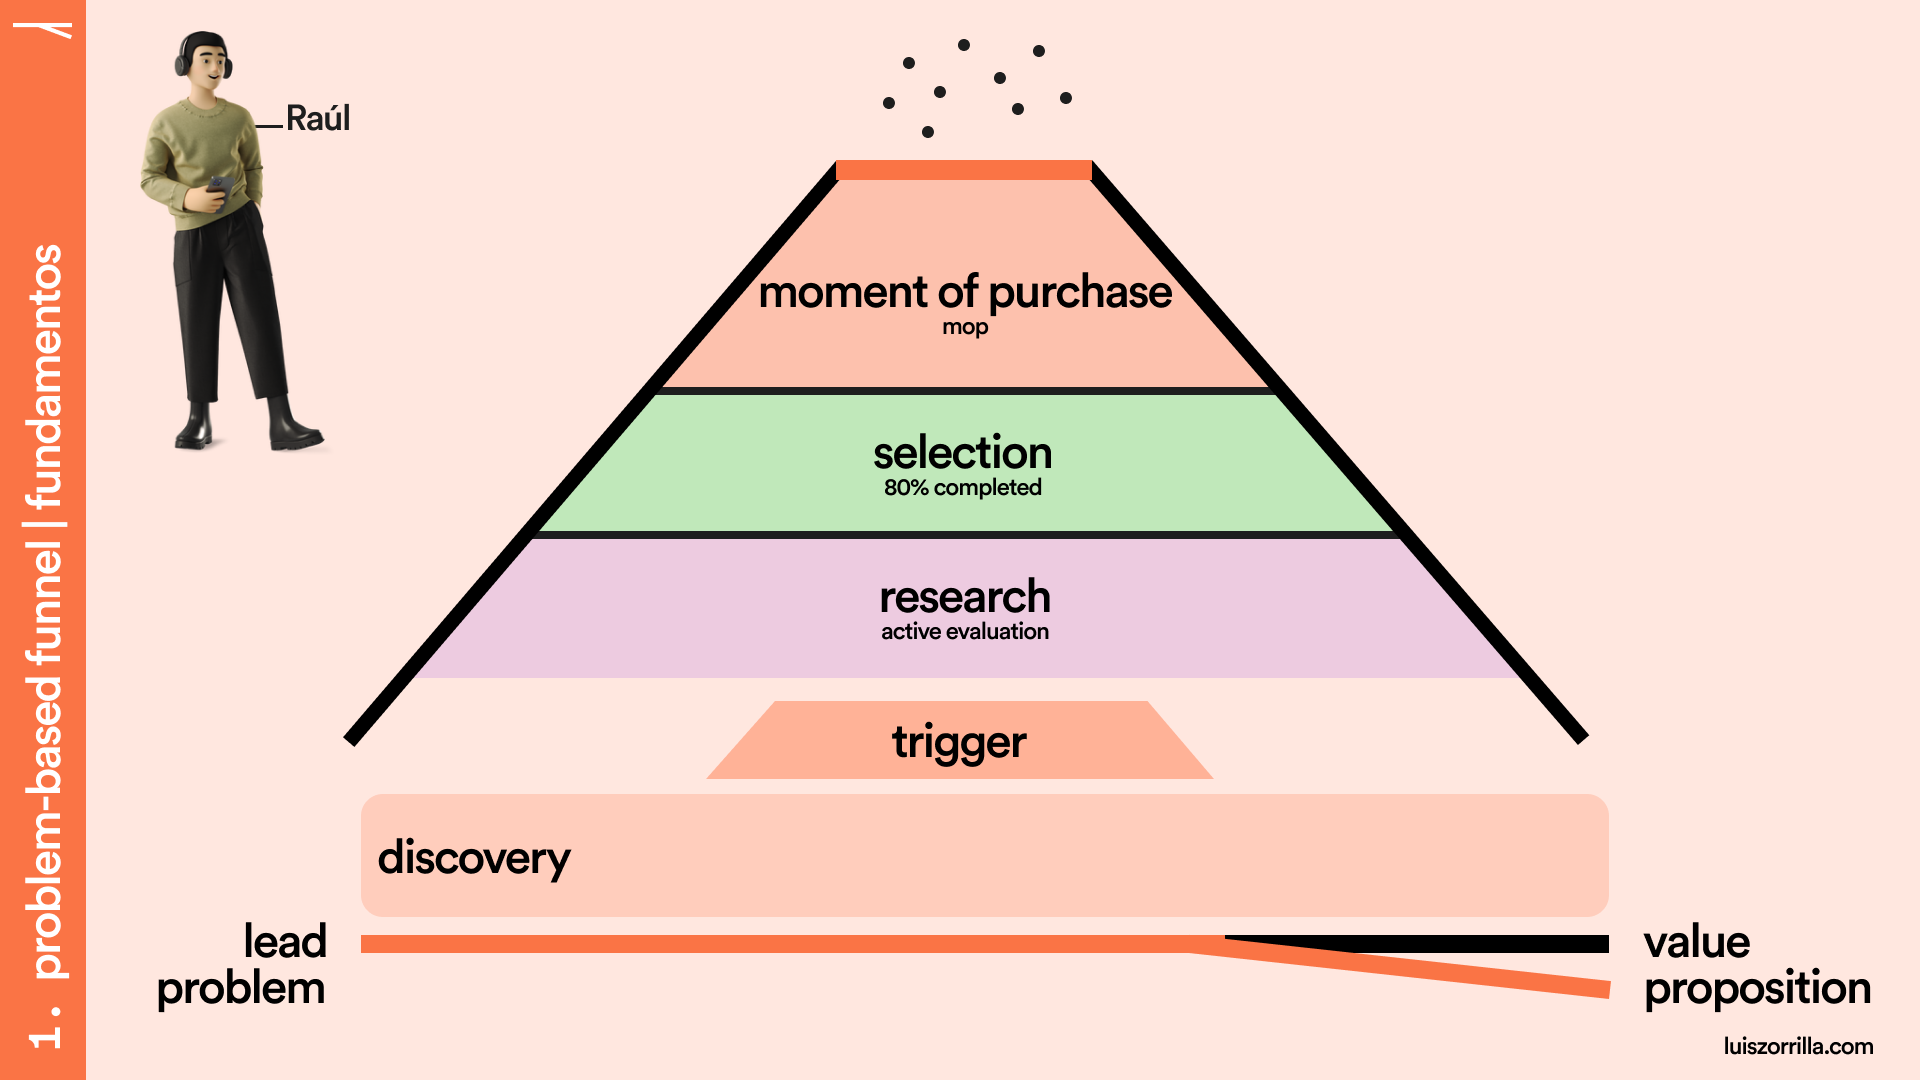 1. problem-based funnel | fundamentos
Raúl
moment of purchase
mop
selection
80% completed
research
active evaluation
trigger
discovery
lead
problem
value
proposition
luiszorrilla.com